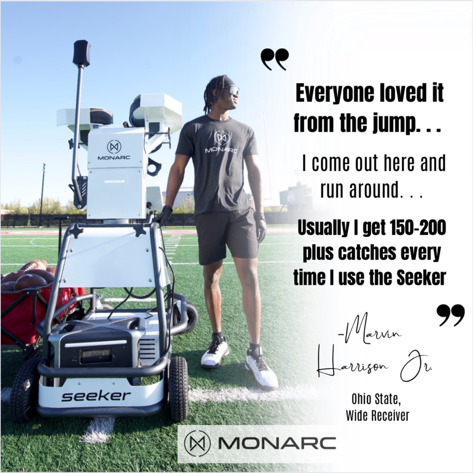 Everyone loved it
from the jump. . .
I come out here and
run around. . .
Usually I get 150-200
plus catches every
time I use the Seeker
-Marvin
Harrison Jr.
Ohio State,
Wide Receiver
MONARC
MONARC
seeker
MONARC